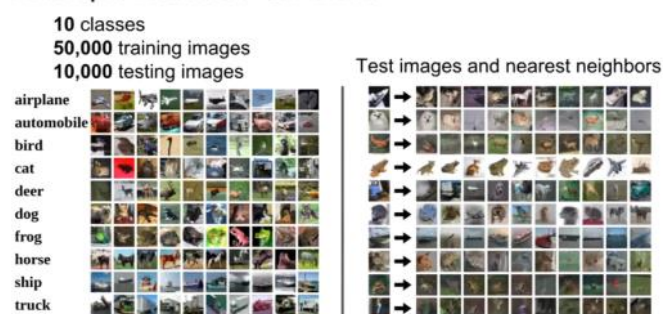 10 classes
50,000 training images
10,000 testing images
Test images and nearest neighbors
airplane
automobile
bird
cat
deer
dog
frog
horse
ship
truck